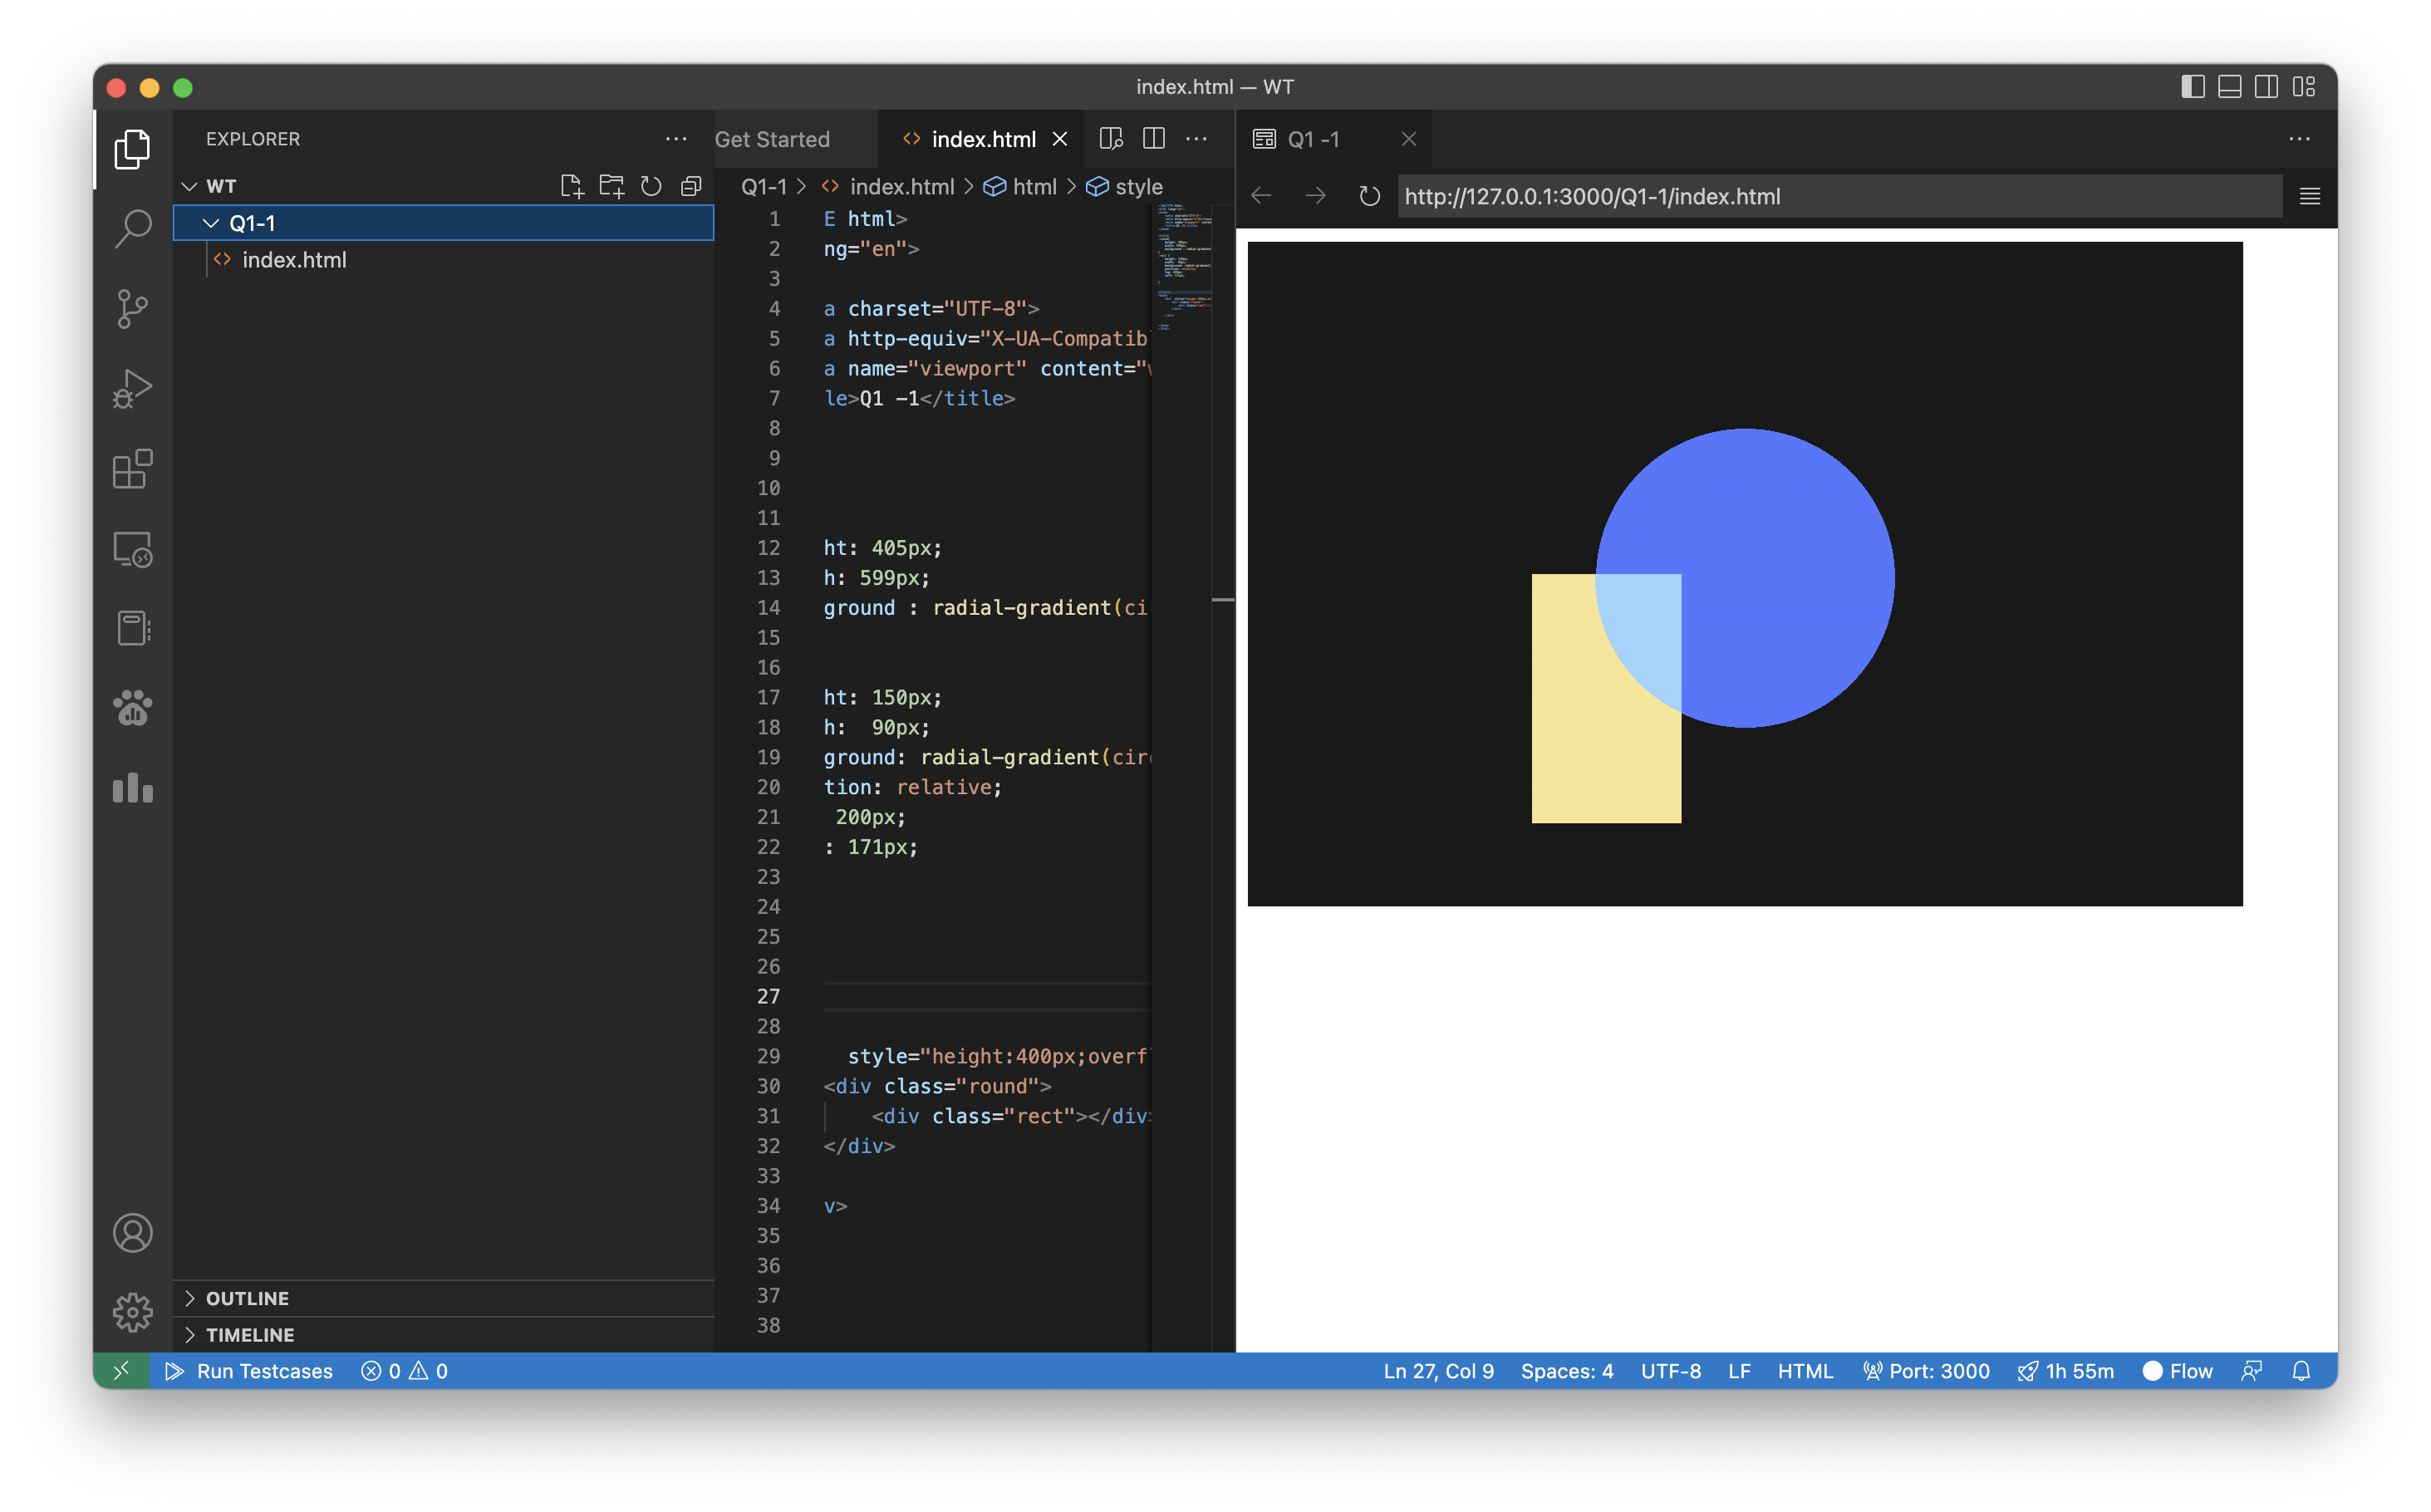 index.html — WT
EXPLORER
WT
Q1-1
index.html
OUTLINE
TIMELINE
Get Started
index.html
Q1-1 > index.html > html > style
1 E html>
2 ng="en">
3
4 a charset="UTF-8">
5 a http-equiv="X-UA-Compatib
6 a name="viewport" content="
7 le>Q1 -1</title>
8
9
10
11
12 ht: 405px;
13 h: 599px;
14 ground : radial-gradient(ci
15
16
17 ht: 150px;
18 h:  90px;
19 ground: radial-gradient(cir
20 tion: relative;
21 200px;
22 : 171px;
23
24
25
26
27
28
29 style="height:400px;overf
30 <div class="round">
31 <div class="rect"></div>
32 </div>
33
34 v>
35
36
37
38
Q1 -1
http://127.0.0.1:3000/Q1-1/index.html
Run Testcases 0 0 Ln 27, Col 9 Spaces: 4 UTF-8 LF HTML Port: 3000 1h 55m Flow